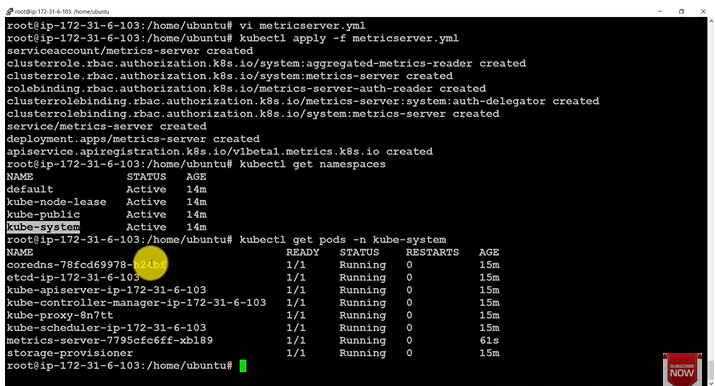 root@ip-172-31-6-103:/home/ubuntu
root@ip-172-31-6-103:/home/ubuntu# vi metricserver.yml
root@ip-172-31-6-103:/home/ubuntu# kubectl apply -f metricserver.yml
serviceaccount/metrics-server created
clusterrole.rbac.authorization.k8s.io/system:aggregated-metrics-reader created
clusterrole.rbac.authorization.k8s.io/system:metrics-server created
rolebinding.rbac.authorization.k8s.io/metrics-server-auth-reader created
clusterrolebinding.rbac.authorization.k8s.io/metrics-server:system:auth-delegator created
clusterrolebinding.rbac.authorization.k8s.io/system:metrics-server created
service/metrics-server created
deployment.apps/metrics-server created
apiservice.apiregistration.k8s.io/v1beta1.metrics.k8s.io created
root@ip-172-31-6-103:/home/ubuntu# kubectl get namespaces
NAME STATUS AGE
default Active 14m
kube-node-lease Active 14m
kube-public Active 14m
kube-system Active 14m
root@ip-172-31-6-103:/home/ubuntu# kubectl get pods -n kube-system
NAME READY STATUS RESTARTS AGE
coredns-78fcd69978-h24bf 1/1 Running 0 15m
etcd-ip-172-31-6-103 1/1 Running 0 15m
kube-apiserver-ip-172-31-6-103 1/1 Running 0 15m
kube-controller-manager-ip-172-31-6-103 1/1 Running 0 15m
kube-proxy-8n7tt 1/1 Running 0 15m
kube-scheduler-ip-172-31-6-103 1/1 Running 0 15m
metrics-server-7795cfc6ff-xbl89 1/1 Running 0 61s
storage-provisioner 1/1 Running 0 15m
root@ip-172-31-6-103:/home/ubuntu#
SUBSCRIBE
NOW